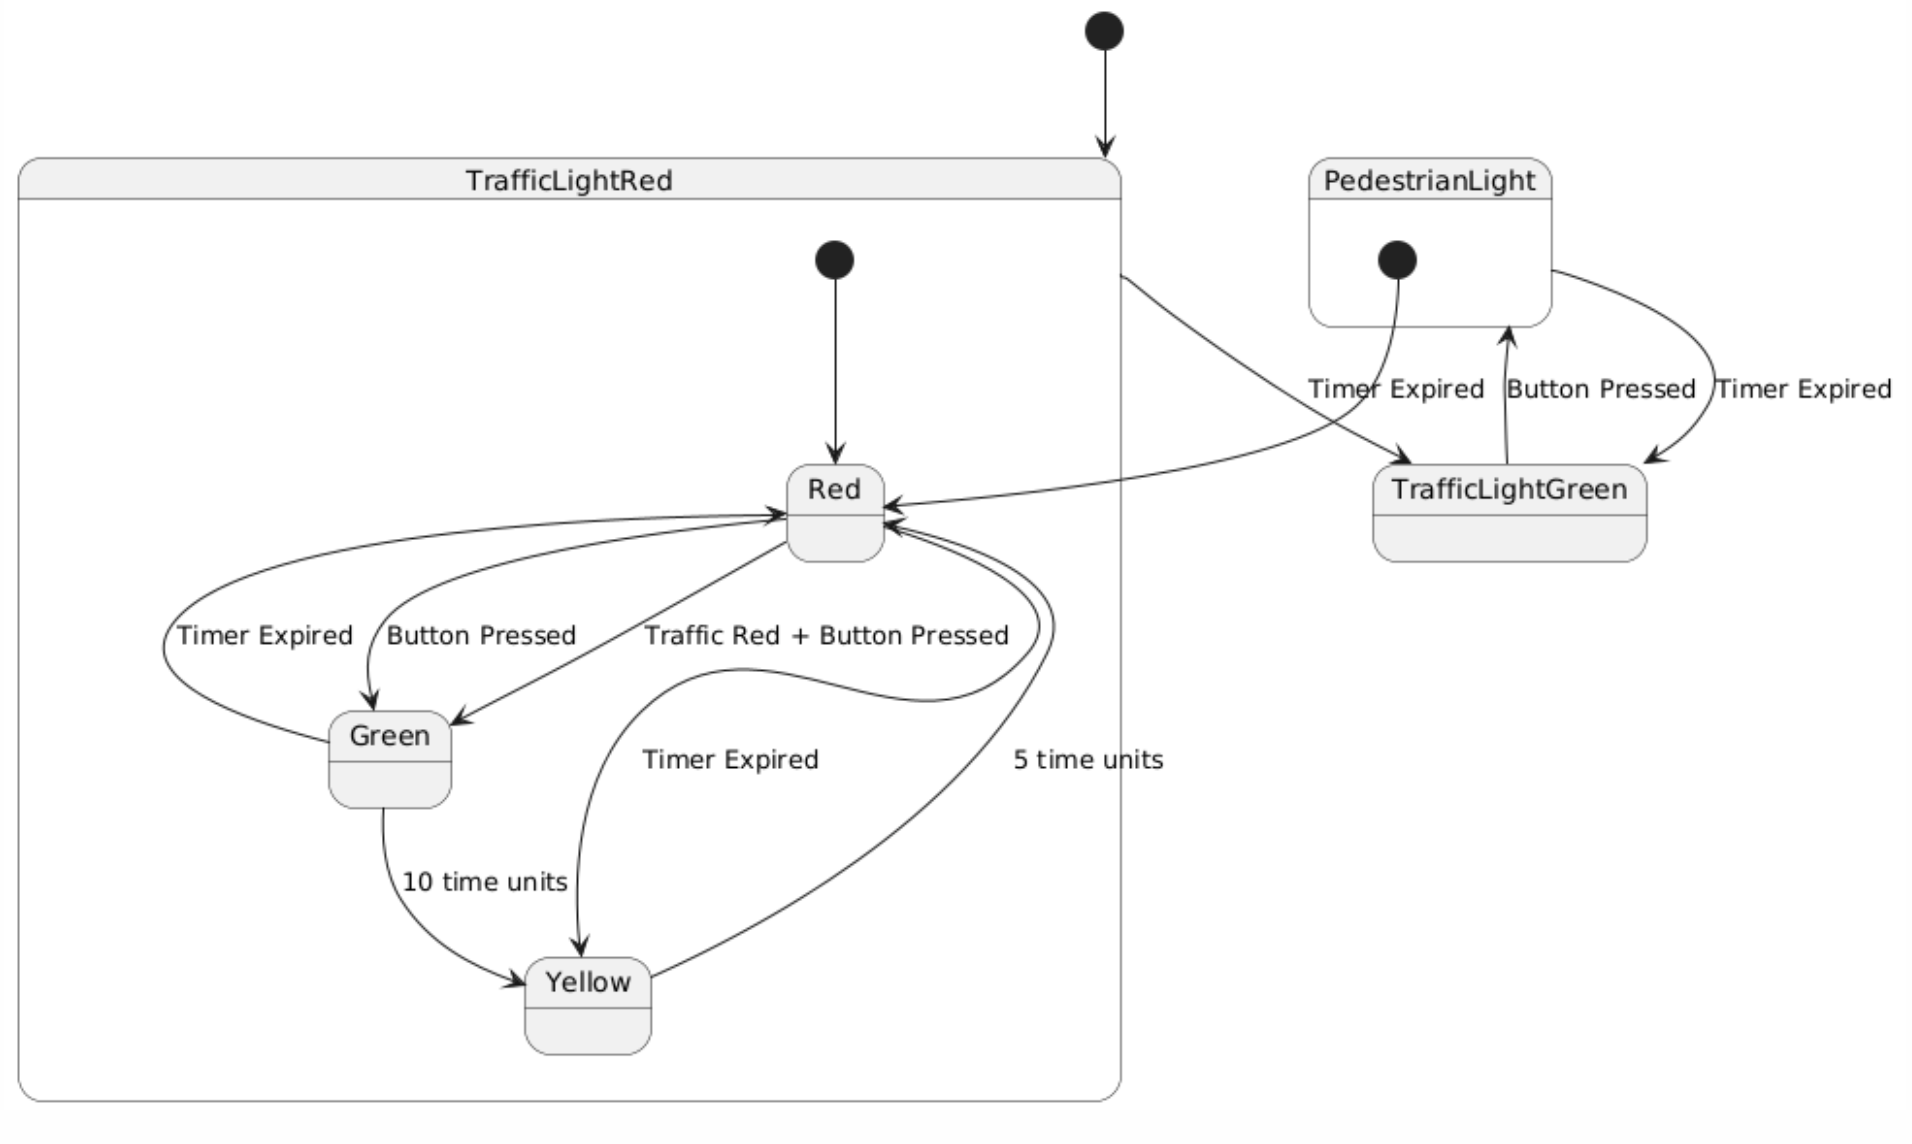 TrafficLightRed
PedestrianLight
Timer Expired
Button Pressed
Timer Expired
Red
TrafficLightGreen
Timer Expired
Button Pressed
Traffic Red + Button Pressed
Green
Timer Expired
5 time units
10 time units
Yellow